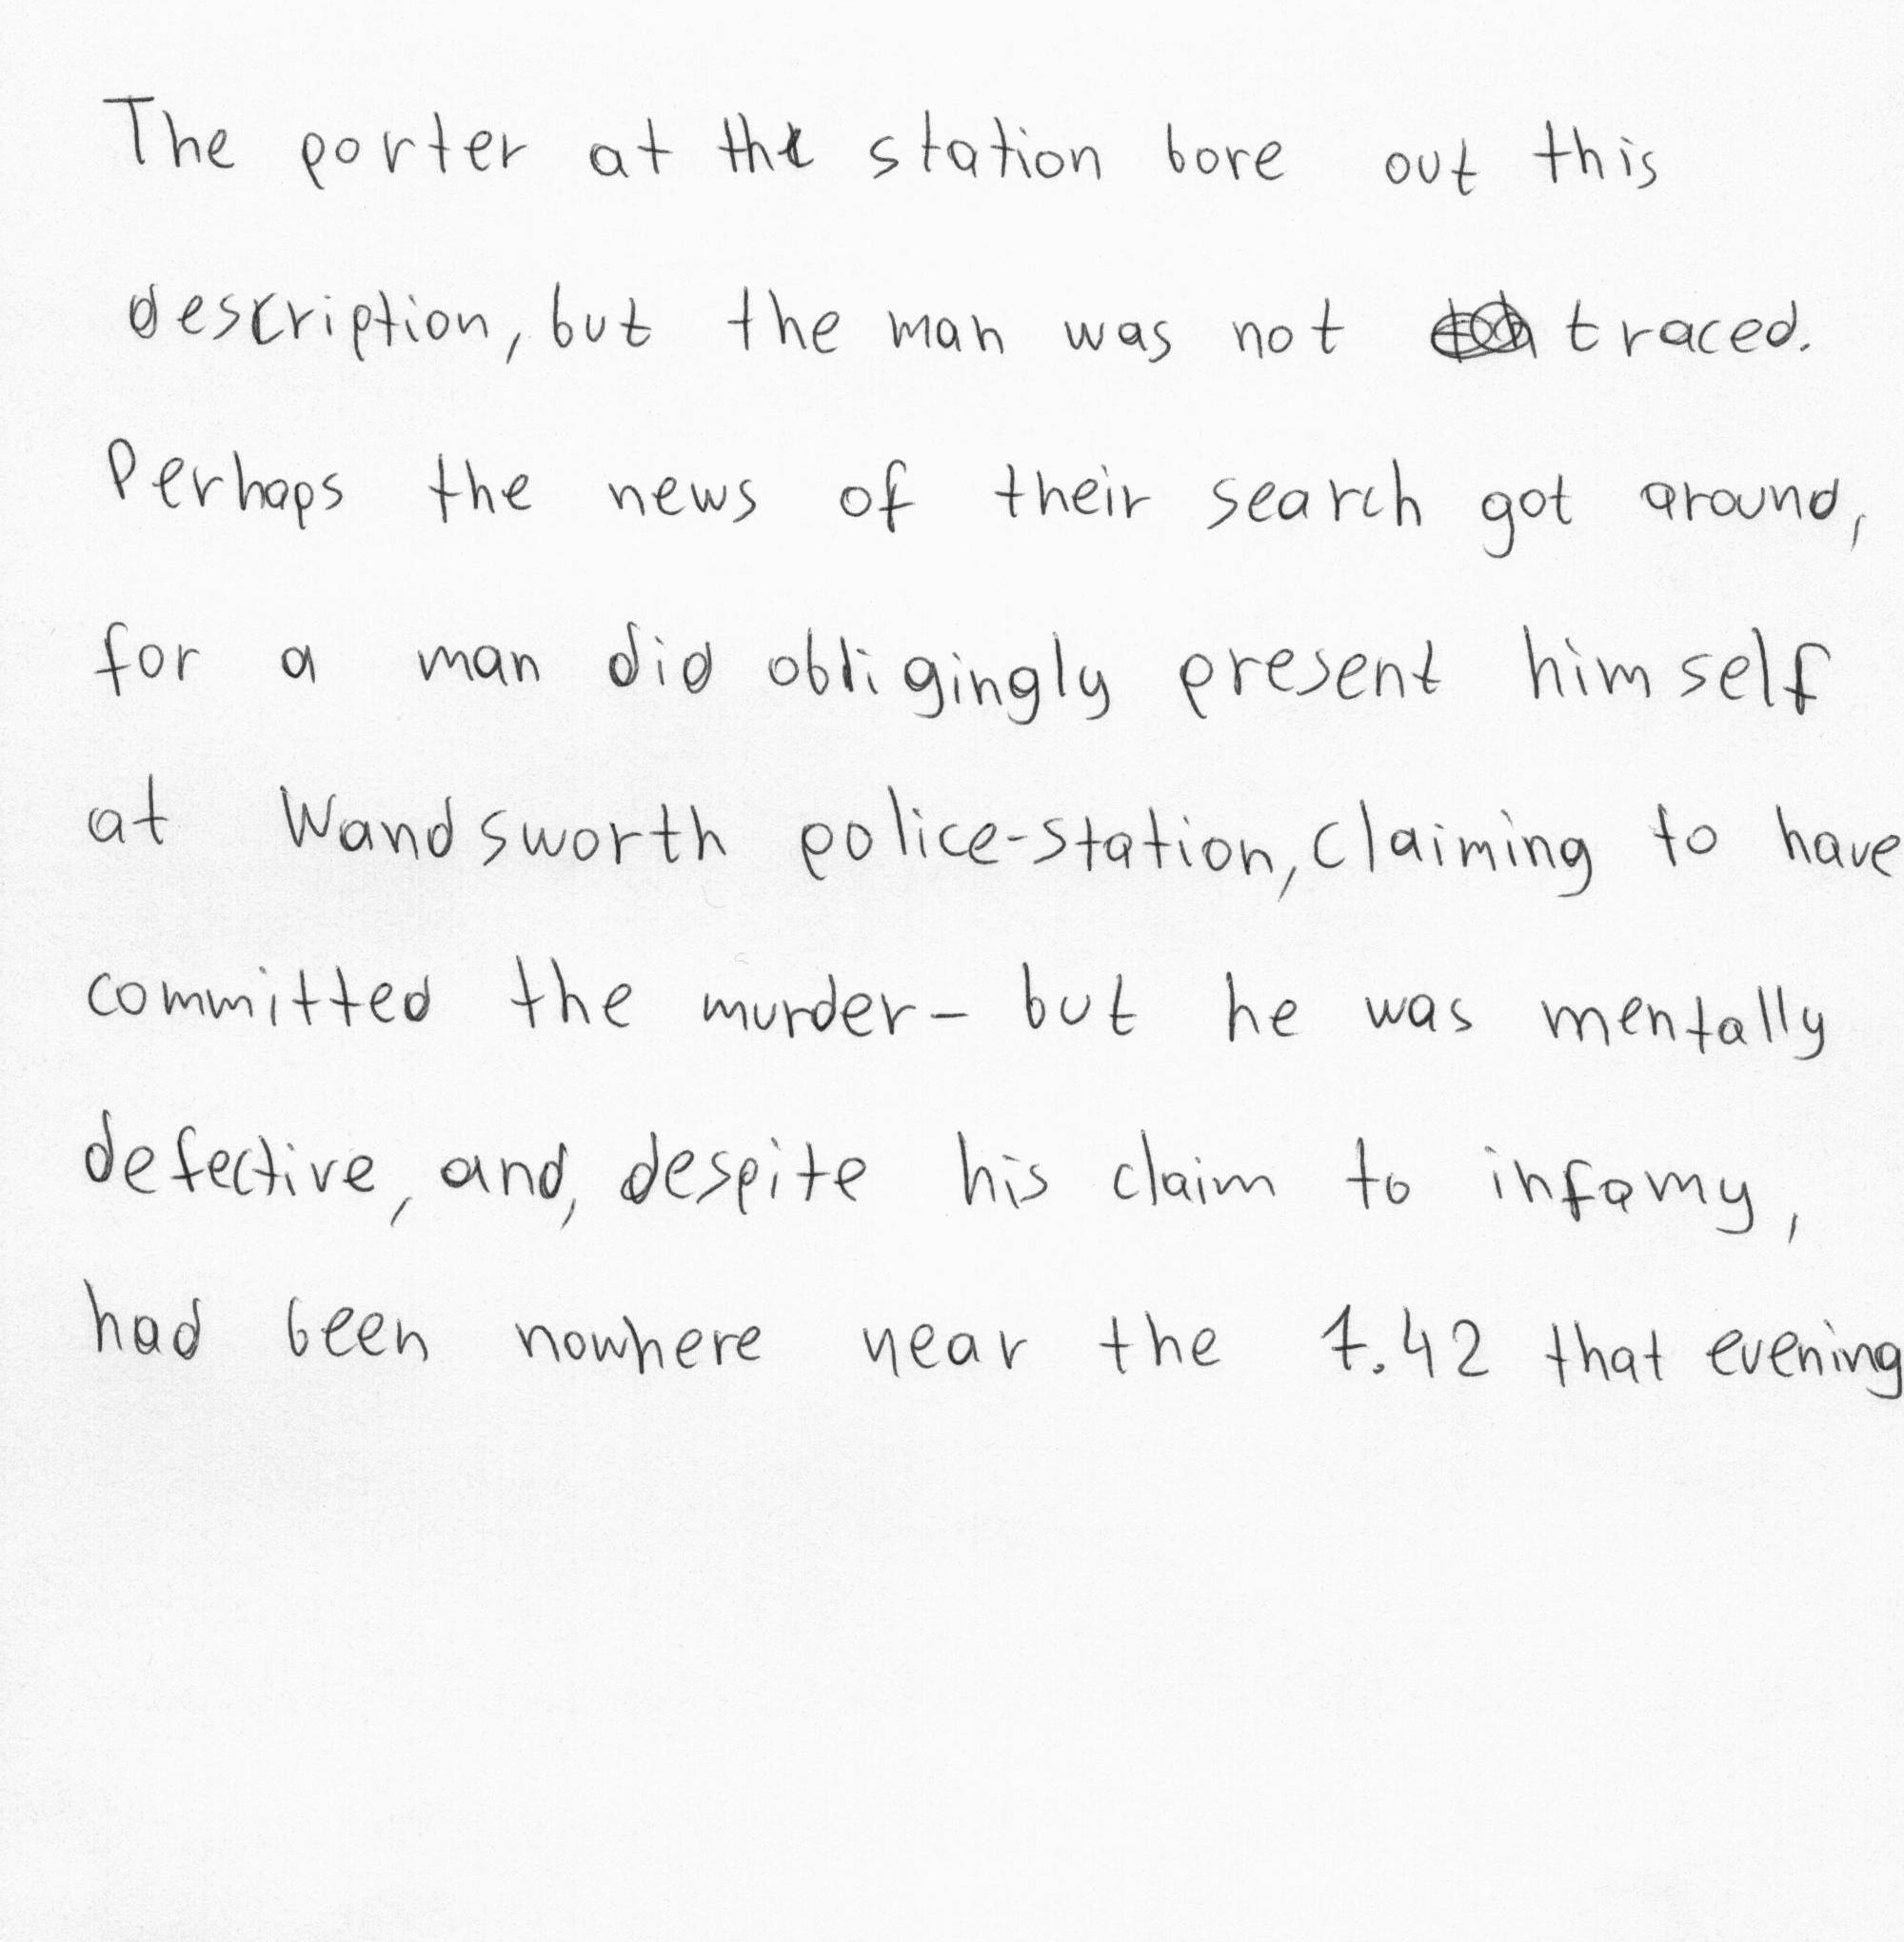 The porter at the station bore out this
description, but the man was not traced.
Perhaps the news of their search got around,
for a man did obligingly present himself
at Wandsworth police-station, claiming to have
committed the murder - but he was mentally
defective, and, despite his claim to infamy,
had been nowhere near the 7.42 that evening